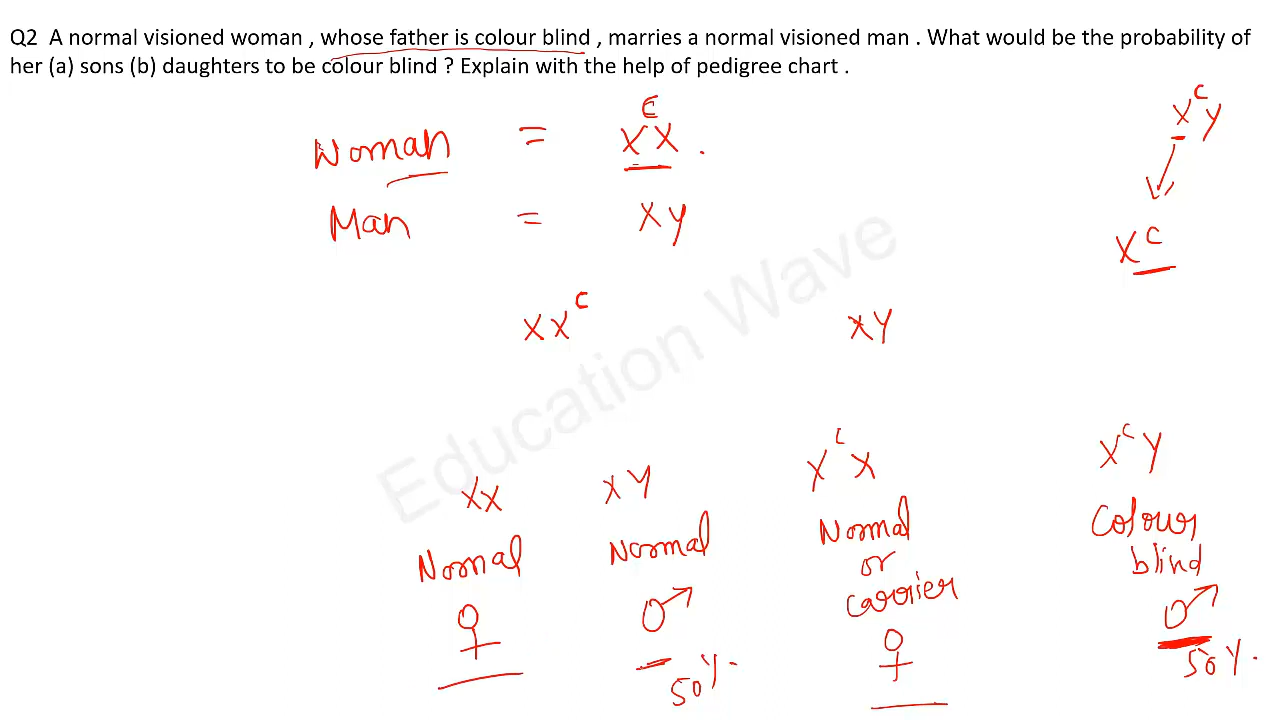 Q2 A normal visioned woman , whose father is colour blind , marries a normal visioned man . What would be the probability of
her (a) sons (b) daughters to be colour blind ? Explain with the help of pedigree chart .
Woman = X^C X .
Man = XY
X^C Y
X^C
XX^C XY
XX XY X^C X X^C Y
Normal Normal Normal Colour
or blind
carrier
♀ ♂ ♀ ♂
50% 50%
Education Wave